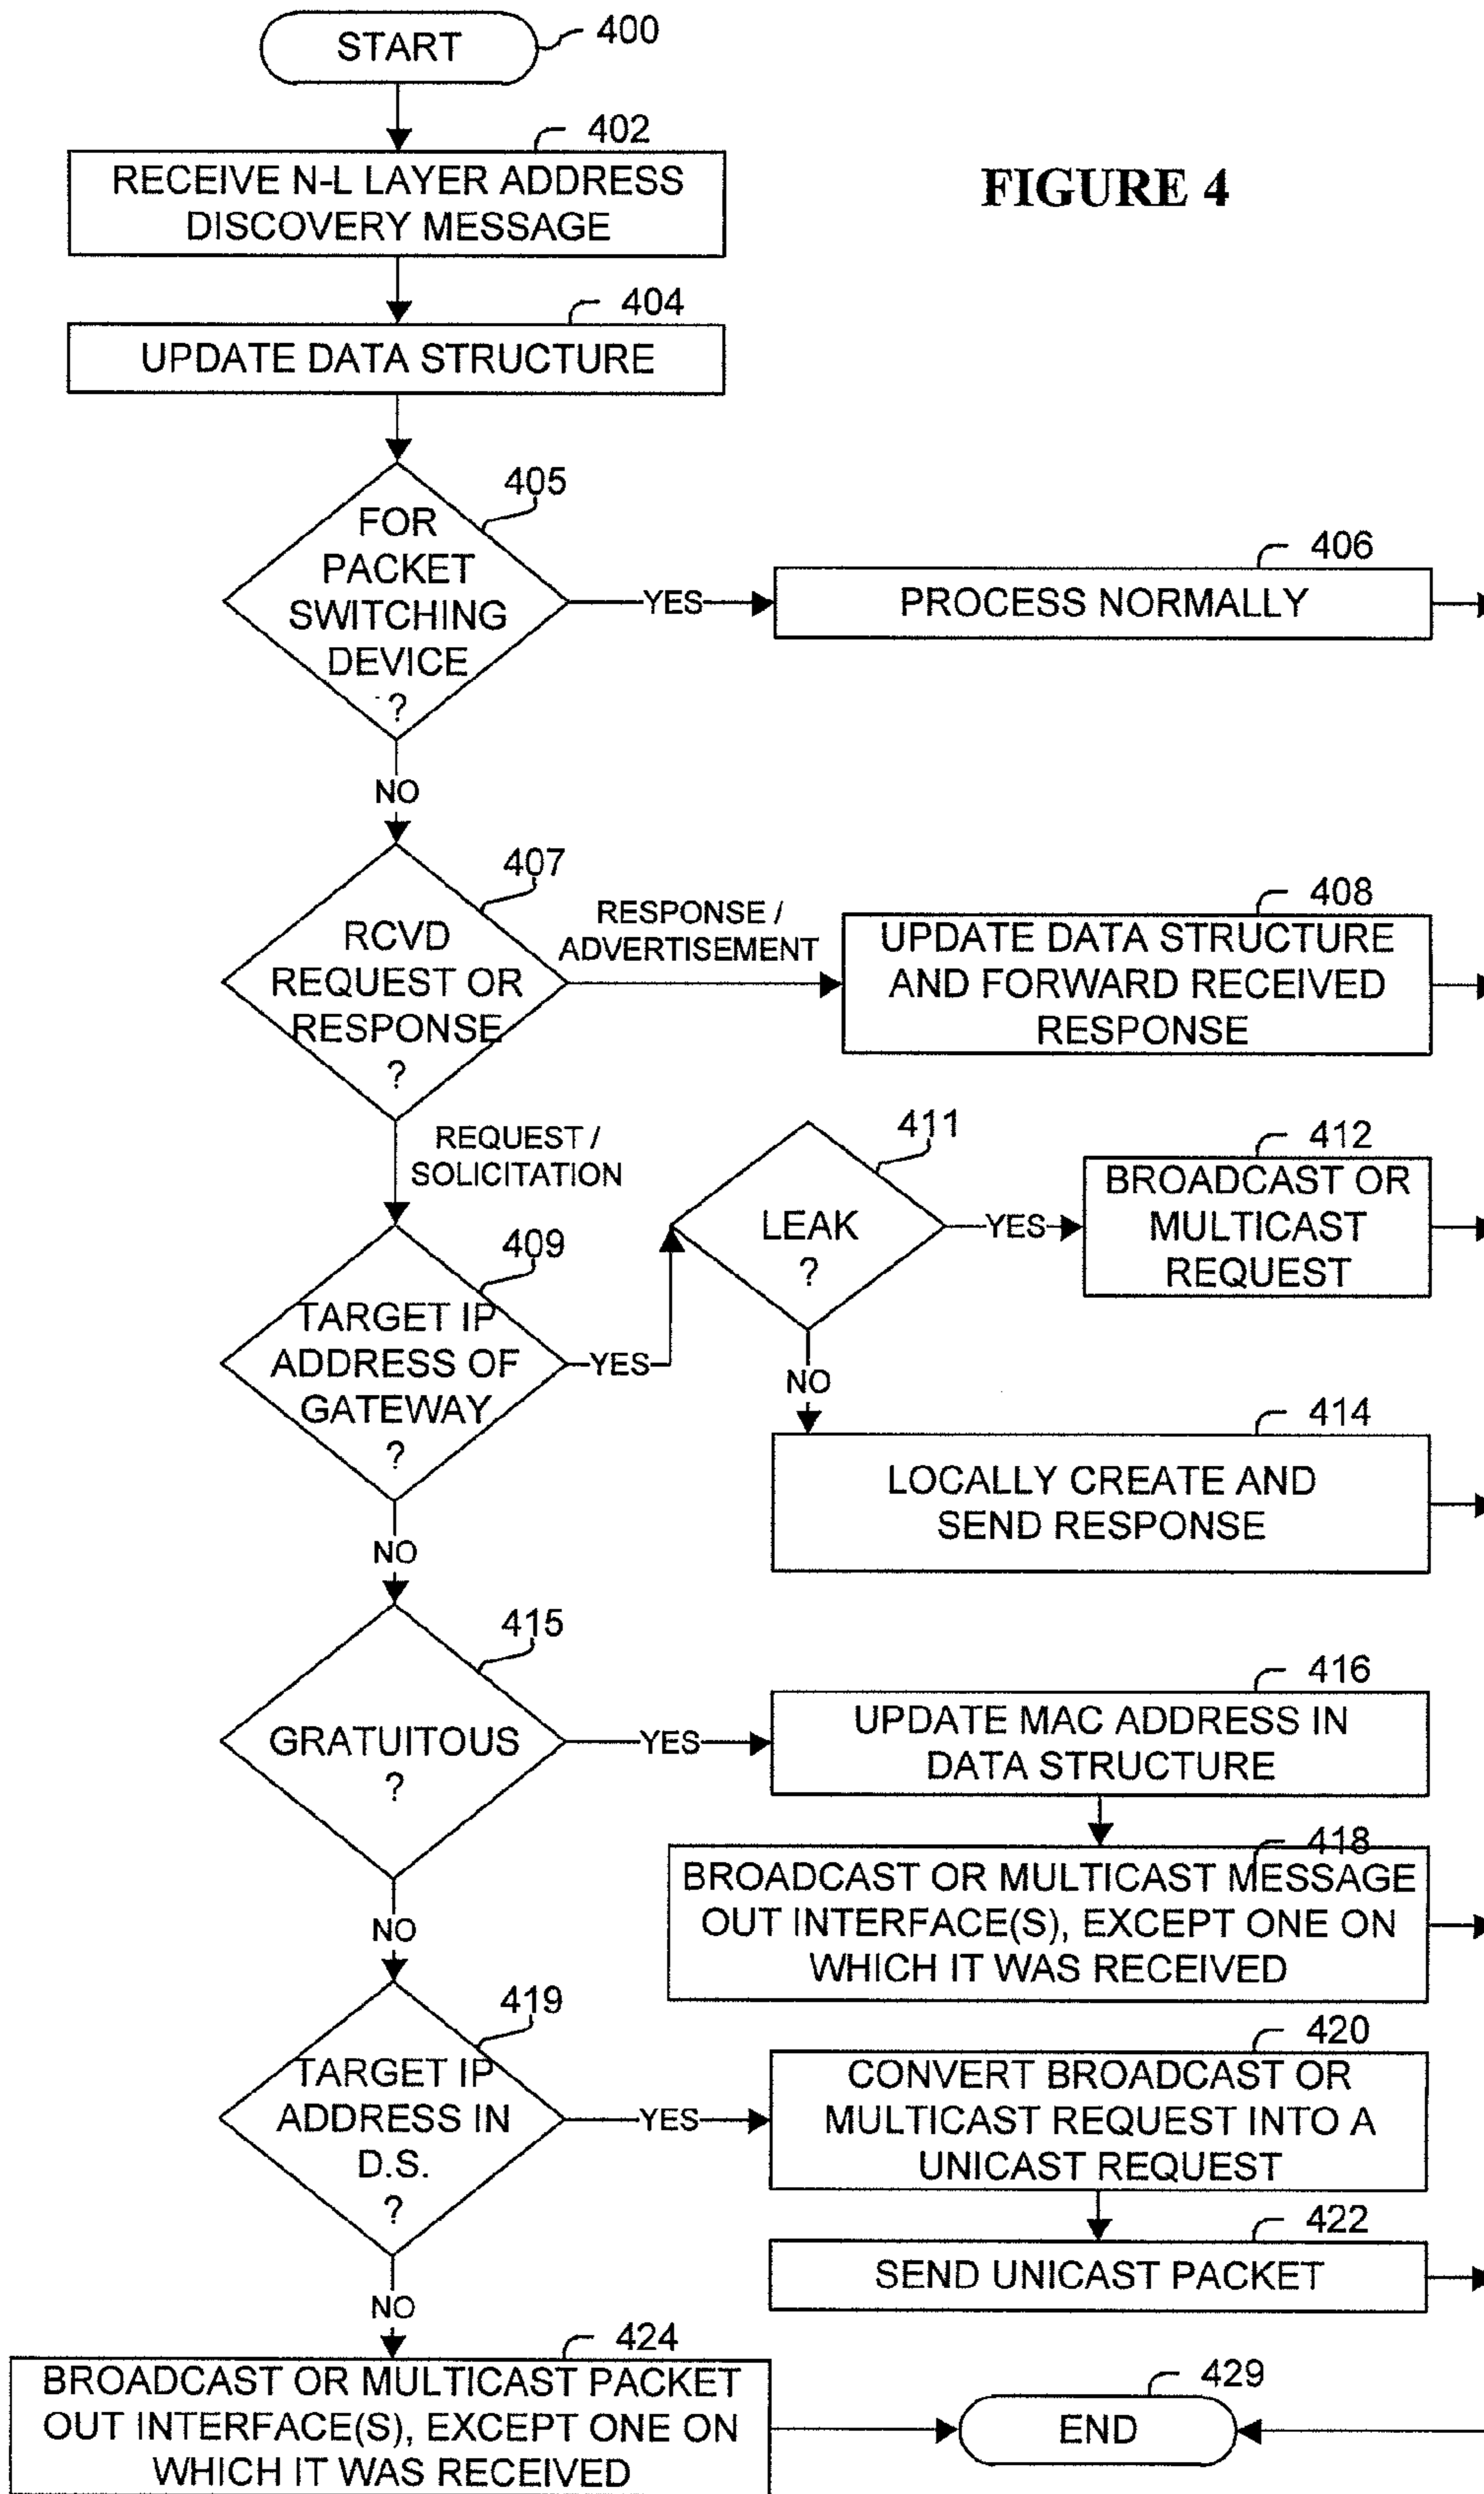 START
400
402
RECEIVE N-L LAYER ADDRESS
DISCOVERY MESSAGE
FIGURE 4
404
UPDATE DATA STRUCTURE
405
FOR
PACKET
SWITCHING
DEVICE
?
YES
406
PROCESS NORMALLY
NO
407
RCVD
REQUEST OR
RESPONSE
?
RESPONSE /
ADVERTISEMENT
408
UPDATE DATA STRUCTURE
AND FORWARD RECEIVED
RESPONSE
REQUEST /
SOLICITATION
409
TARGET IP
ADDRESS OF
GATEWAY
?
YES
411
LEAK
?
YES
412
BROADCAST OR
MULTICAST
REQUEST
NO
414
LOCALLY CREATE AND
SEND RESPONSE
NO
415
GRATUITOUS
?
YES
416
UPDATE MAC ADDRESS IN
DATA STRUCTURE
418
BROADCAST OR MULTICAST MESSAGE
OUT INTERFACE(S), EXCEPT ONE ON
WHICH IT WAS RECEIVED
NO
419
TARGET IP
ADDRESS IN
D.S.
?
YES
420
CONVERT BROADCAST OR
MULTICAST REQUEST INTO A
UNICAST REQUEST
422
SEND UNICAST PACKET
NO
424
BROADCAST OR MULTICAST PACKET
OUT INTERFACE(S), EXCEPT ONE ON
WHICH IT WAS RECEIVED
429
END